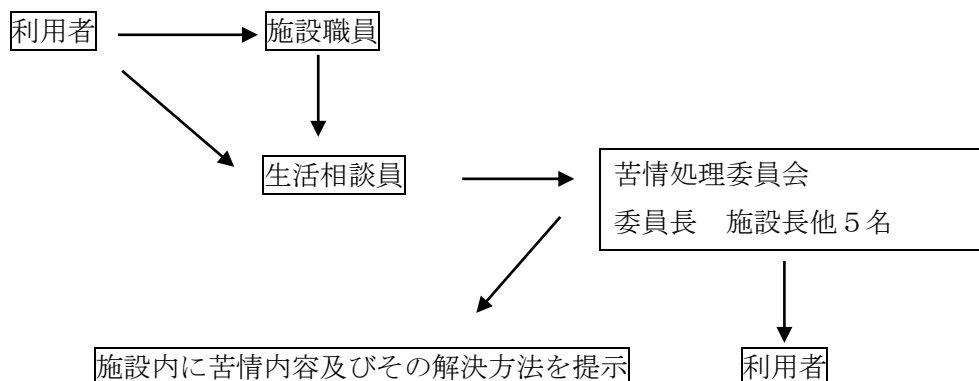 利用者
施設職員
生活相談員
苦情処理委員会
委員長　施設長他５名
施設内に苦情内容及びその解決方法を提示
利用者